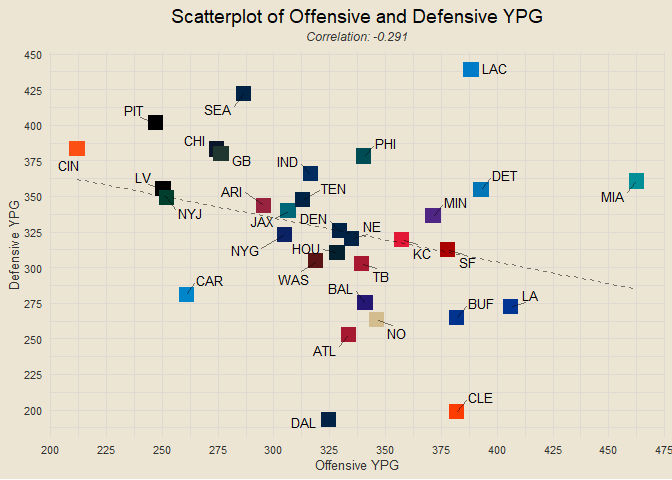 Scatterplot of Offensive and Defensive YPG
Correlation: -0.291
450
LAC
425
PIT
SEA
400
CHI
PHI
375
CIN
GB
IND
DET
LV
TEN
MIA
350
ARI
NYJ
JAX
DEN
NE
MIN
325
NYG
HOU
KC
SF
300
WAS
TB
CAR
BAL
BUF
LA
275
NO
250
ATL
225
CLE
200
DAL
Defensive YPG
200 225 250 275 300 325 350 375 400 425 450 475
Offensive YPG